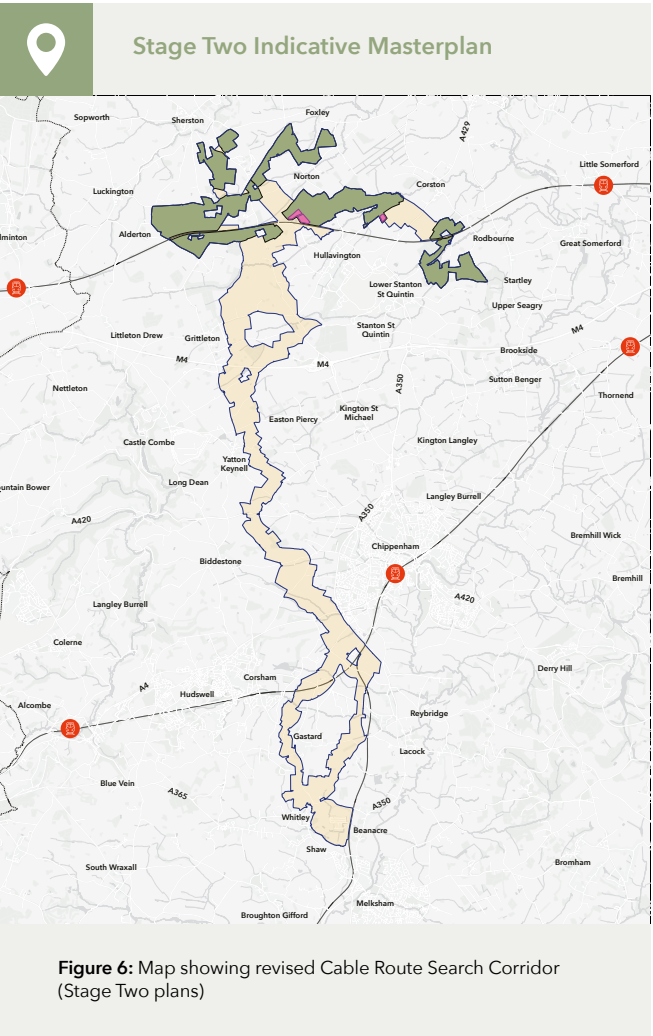 Stage Two Indicative Masterplan
Sopworth
Sherston
Foxley
A429
Little Somerford
Luckington
Norton
Corston
lminton
Alderton
Hullavington
Rodbourne
Great Somerford
Lower Stanton
St Quintin
Startley
Upper Seagry
Littleton Drew
Grittleton
Stanton St
Quintin
M4
M4
M4
Brookside
A350
Sutton Benger
Thornend
Nettleton
Easton Piercy
Kington St
Michael
Castle Combe
Kington Langley
Yatton
Keynell
Long Dean
untain Bower
Langley Burrell
A420
A350
Bremhill Wick
Chippenham
Biddestone
Bremhill
A420
Langley Burrell
Colerne
Derry Hill
Corsham
A4
Hudswell
Alcombe
Reybridge
Gastard
Lacock
Blue Vein
A365
A350
Whitley
Beanacre
Shaw
South Wraxall
Bromham
Melksham
Broughton Gifford
Figure 6: Map showing revised Cable Route Search Corridor
(Stage Two plans)